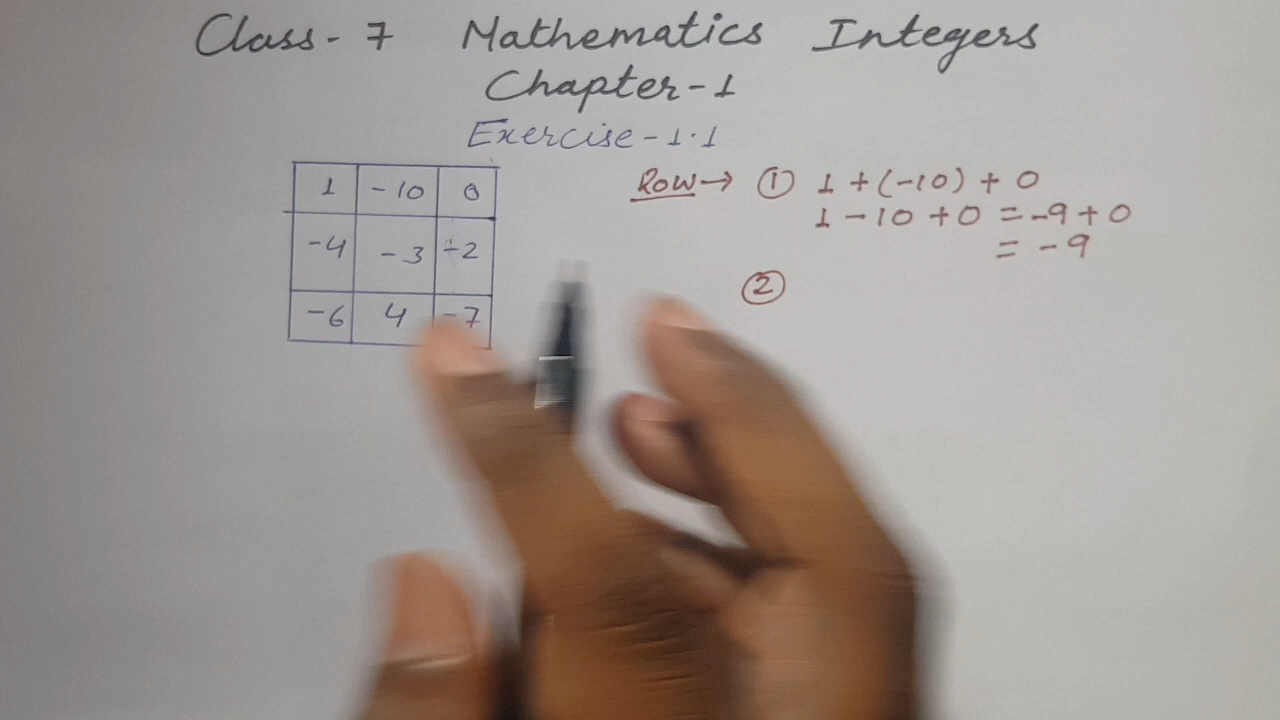 Class-7 Mathematics Integers
Chapter-1
Exercise-1.1
1 -10 0
-4 -3 -2
-6 4 -7
Row→ ① 1+(-10)+0
1-10+0 = -9+0
= -9
②